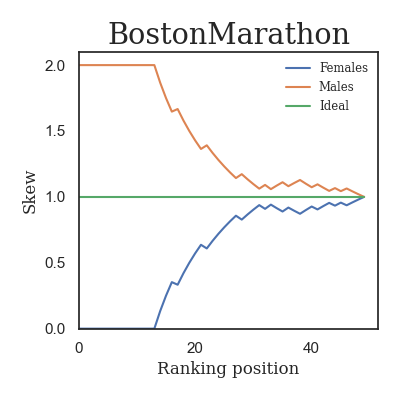 BostonMarathon
Females
Males
Ideal
2.0
1.5
1.0
0.5
0.0
Skew
0 20 40
Ranking position